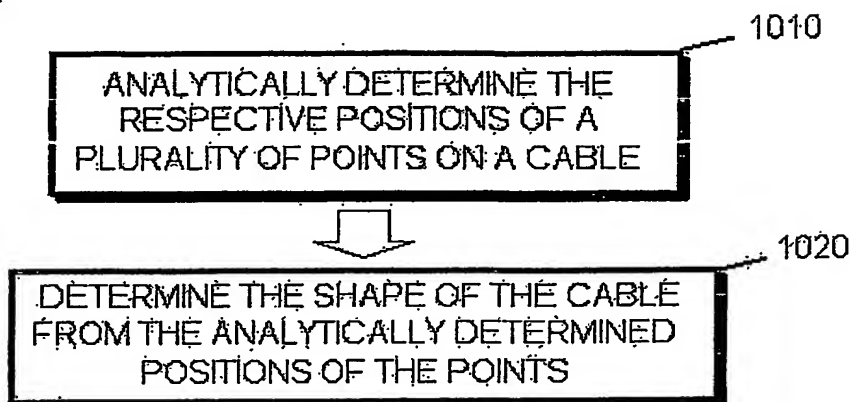 1010
ANALYTICALLY DETERMINE THE
RESPECTIVE POSITIONS OF A
PLURALITY OF POINTS ON A CABLE
1020
DETERMINE THE SHAPE OF THE CABLE
FROM THE ANALYTICALLY DETERMINED
POSITIONS OF THE POINTS